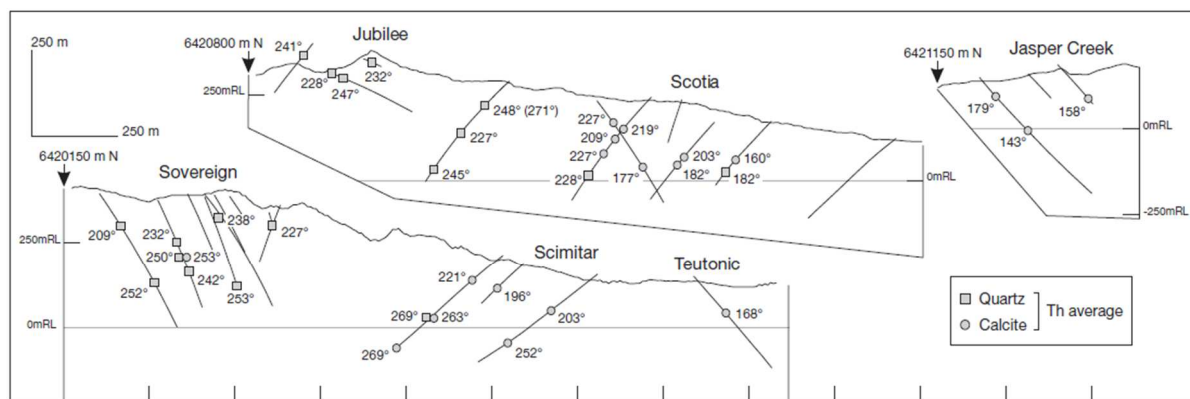 250 m
250 m
6420800 m N
Jubilee
241°
228°
247°
232°
250mRL
Scotia
248° (271°)
227°
245°
227°
219°
209°
227°
228°
177°
203°
182°
160°
182°
0mRL
6421150 m N
Jasper Creek
179°
158°
143°
0mRL
-250mRL
6420150 m N
Sovereign
209°
252°
232°
250°
253°
242°
238°
253°
227°
250mRL
0mRL
Scimitar
221°
196°
269°
263°
269°
203°
252°
Teutonic
168°
Quartz
Calcite
Th average